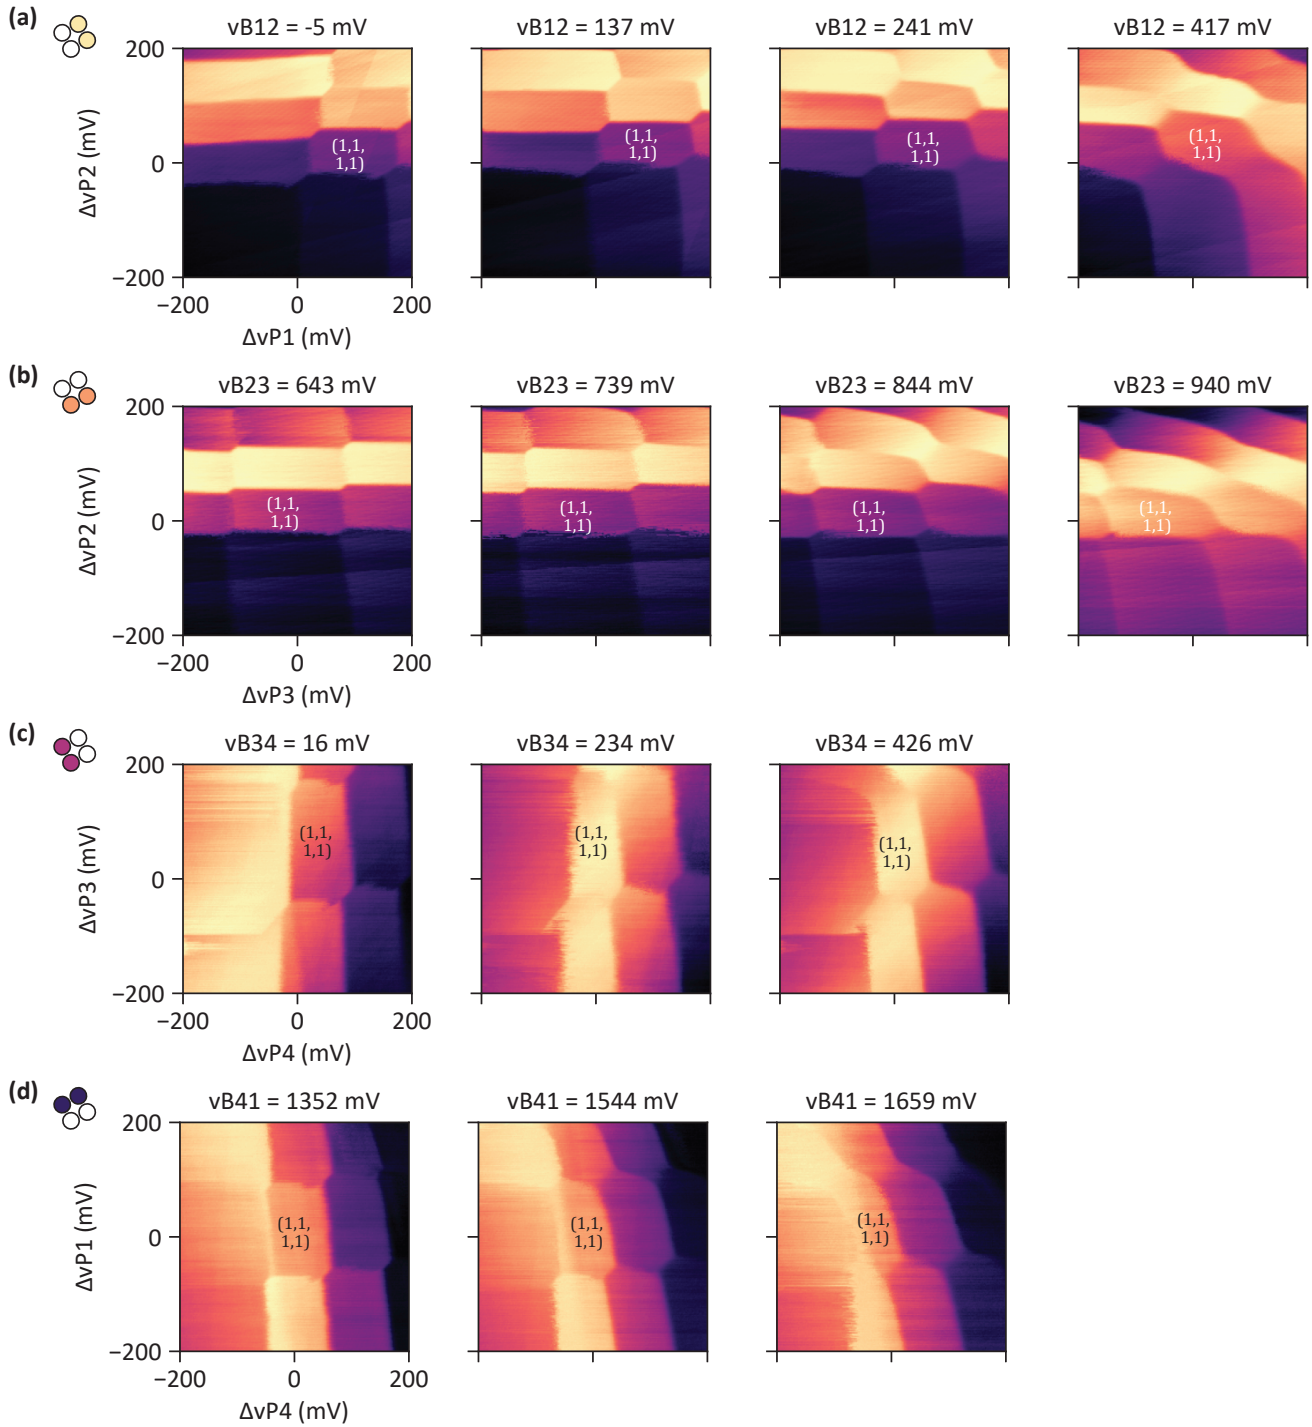 (a)
vB12 = -5 mV
vB12 = 137 mV
vB12 = 241 mV
vB12 = 417 mV
200
0
−200
ΔvP2 (mV)
(1,1,
1,1)
(1,1,
1,1)
(1,1,
1,1)
(1,1,
1,1)
−200
0
200
ΔvP1 (mV)
(b)
vB23 = 643 mV
vB23 = 739 mV
vB23 = 844 mV
vB23 = 940 mV
200
0
−200
ΔvP2 (mV)
(1,1,
1,1)
(1,1,
1,1)
(1,1,
1,1)
(1,1,
1,1)
−200
0
200
ΔvP3 (mV)
(c)
vB34 = 16 mV
vB34 = 234 mV
vB34 = 426 mV
200
0
−200
ΔvP3 (mV)
(1,1,
1,1)
(1,1,
1,1)
(1,1,
1,1)
−200
0
200
ΔvP4 (mV)
(d)
vB41 = 1352 mV
vB41 = 1544 mV
vB41 = 1659 mV
200
0
−200
ΔvP1 (mV)
(1,1,
1,1)
(1,1,
1,1)
(1,1,
1,1)
−200
0
200
ΔvP4 (mV)